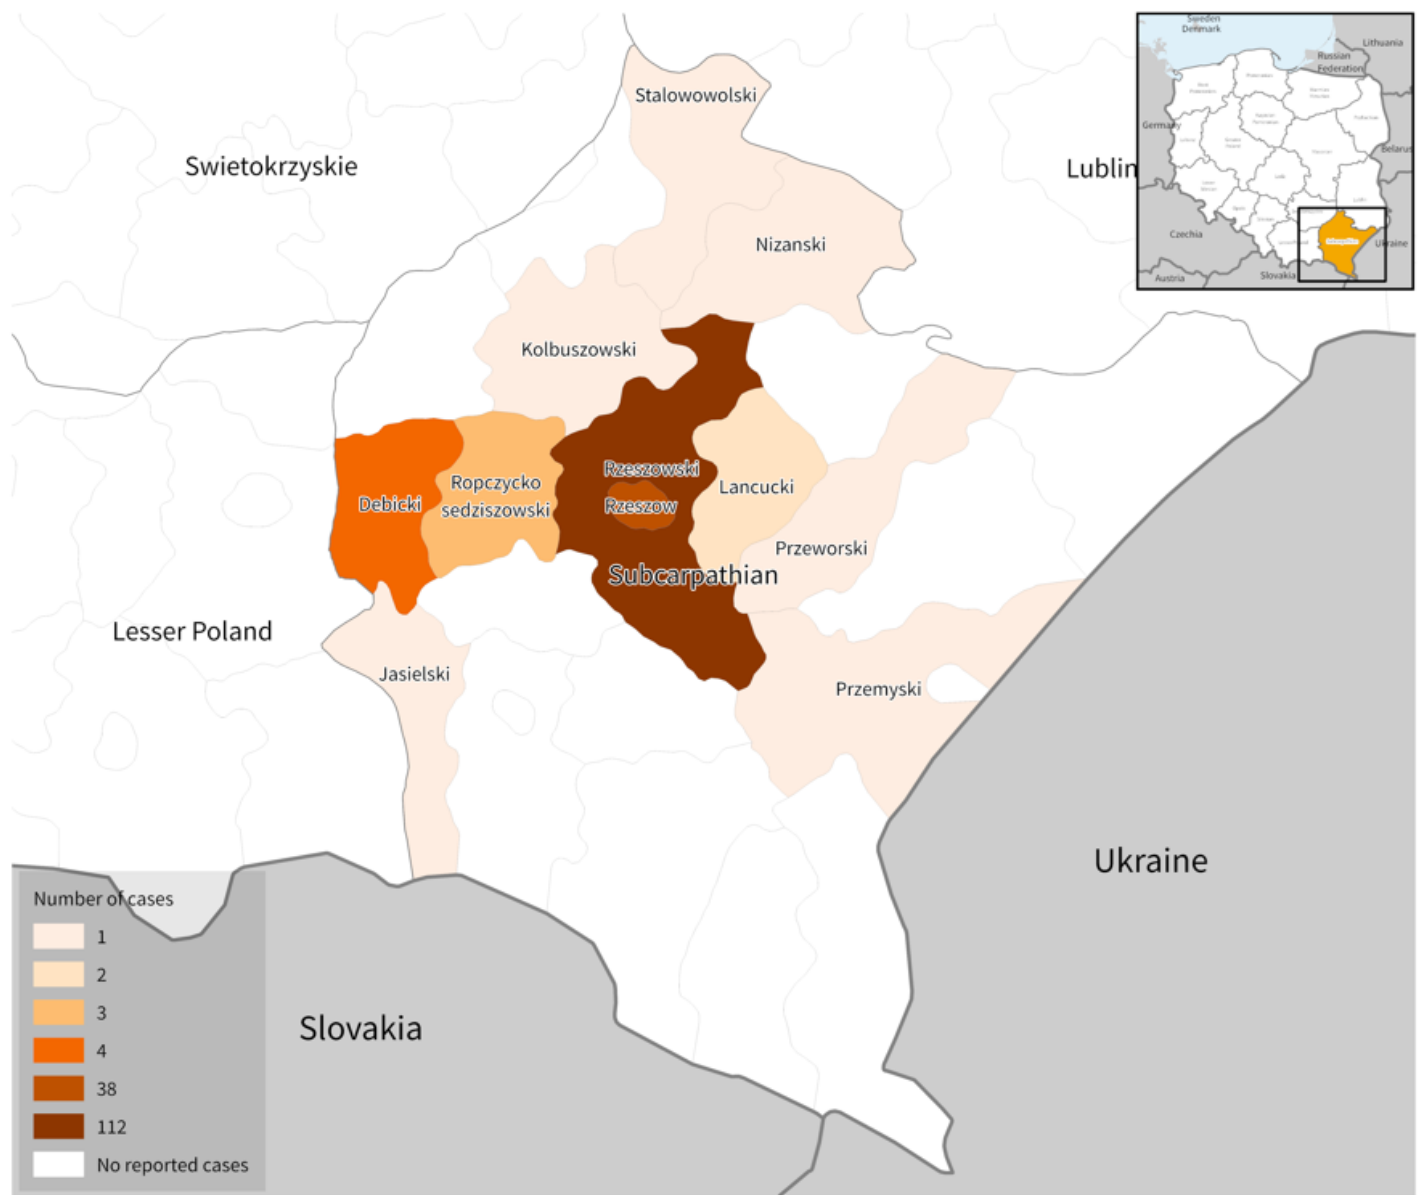 Sweden
Denmark
Lithuania
Russian
Federation
Germany
Belarus
Czechia
Ukraine
Slovakia
Austria
Stalowowolski
Swietokrzyskie
Lublin
Nizanski
Kolbuszowski
Rzeszowski
Ropczycko
sedziszowski
Debicki
Lancucki
Rzeszow
Przeworski
Subcarpathian
Lesser Poland
Jasielski
Przemyski
Ukraine
Slovakia
Number of cases
1
2
3
4
38
112
No reported cases